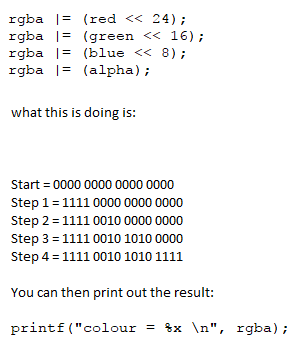 rgba |= (red << 24);
rgba |= (green << 16);
rgba |= (blue << 8);
rgba |= (alpha);
what this is doing is:
Start = 0000 0000 0000 0000
Step 1 = 1111 0000 0000 0000
Step 2 = 1111 0010 0000 0000
Step 3 = 1111 0010 1010 0000
Step 4 = 1111 0010 1010 1111
You can then print out the result:
printf("colour = %x \n", rgba);